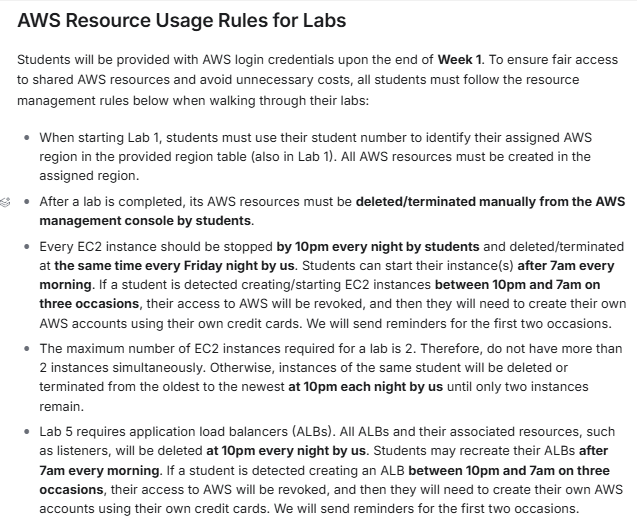 AWS Resource Usage Rules for Labs
Students will be provided with AWS login credentials upon the end of Week 1. To ensure fair access
to shared AWS resources and avoid unnecessary costs, all students must follow the resource
management rules below when walking through their labs:
• When starting Lab 1, students must use their student number to identify their assigned AWS
region in the provided region table (also in Lab 1). All AWS resources must be created in the
assigned region.
• After a lab is completed, its AWS resources must be deleted/terminated manually from the AWS
management console by students.
• Every EC2 instance should be stopped by 10pm every night by students and deleted/terminated
at the same time every Friday night by us. Students can start their instance(s) after 7am every
morning. If a student is detected creating/starting EC2 instances between 10pm and 7am on
three occasions, their access to AWS will be revoked, and then they will need to create their own
AWS accounts using their own credit cards. We will send reminders for the first two occasions.
• The maximum number of EC2 instances required for a lab is 2. Therefore, do not have more than
2 instances simultaneously. Otherwise, instances of the same student will be deleted or
terminated from the oldest to the newest at 10pm each night by us until only two instances
remain.
• Lab 5 requires application load balancers (ALBs). All ALBs and their associated resources, such
as listeners, will be deleted at 10pm every night by us. Students may recreate their ALBs after
7am every morning. If a student is detected creating an ALB between 10pm and 7am on three
occasions, their access to AWS will be revoked, and then they will need to create their own AWS
accounts using their own credit cards. We will send reminders for the first two occasions.